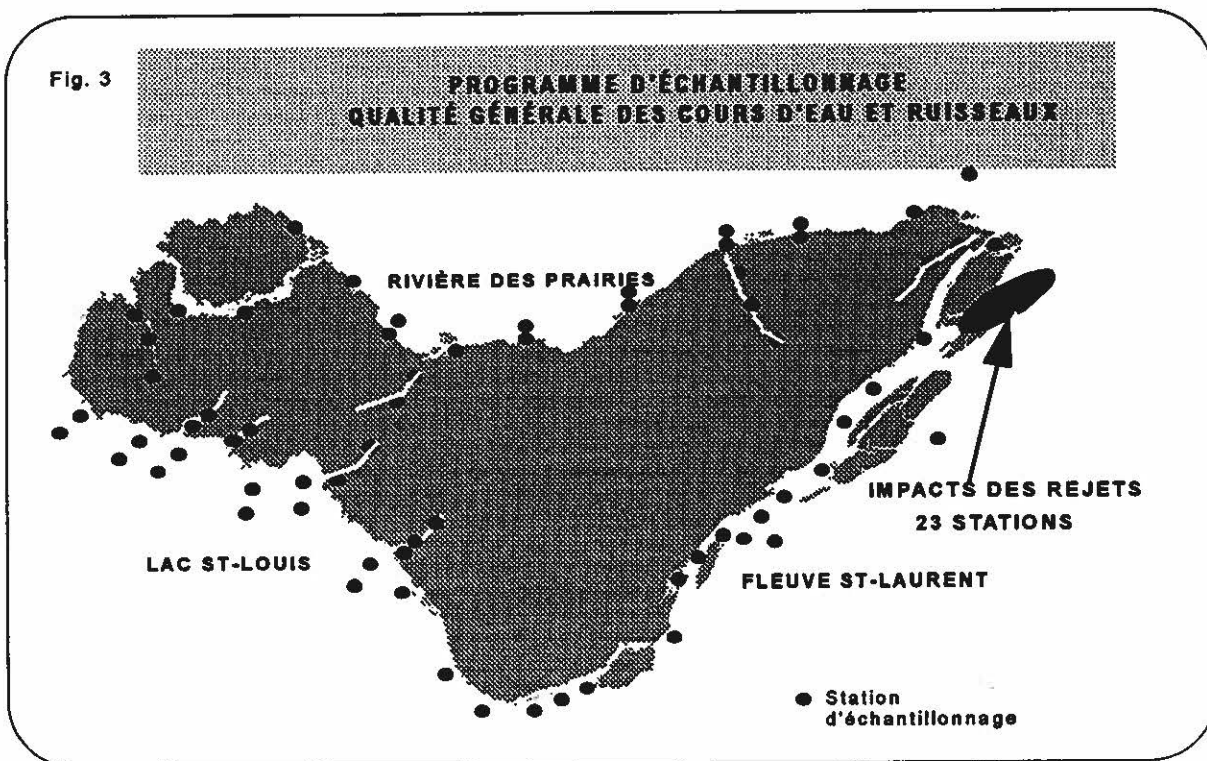 Fig. 3
PROGRAMME D'ÉCHANTILLONNAGE
QUALITÉ GÉNÉRALE DES COURS D'EAU ET RUISSEAUX
RIVIÈRE DES PRAIRIES
IMPACTS DES REJETS
23 STATIONS
LAC ST-LOUIS
FLEUVE ST-LAURENT
Station
d'échantillonnage